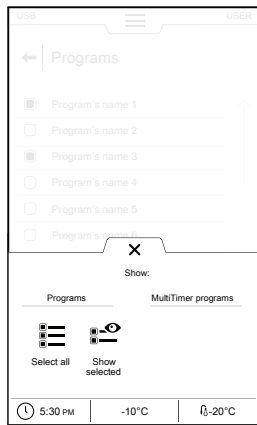 USB USER
Programs
Program's name 1
Program's name 2
Program's name 3
Program's name 4
Program's name 5
Program's name 6
Show:
Programs MultiTimer programs
Select all Show selected
5:30 PM -10°C -20°C